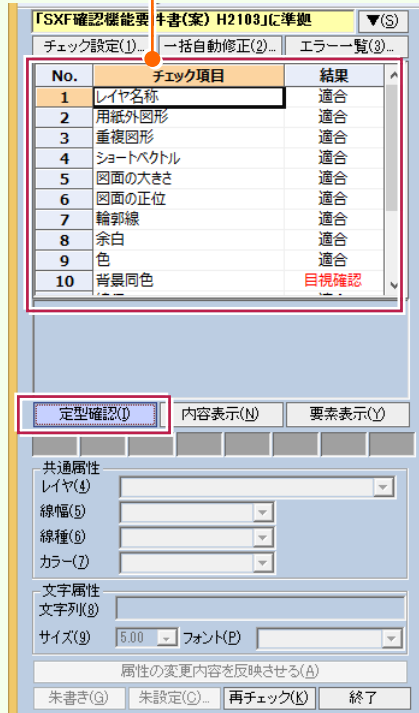 「SXF確認機能要件書(案) H2103」に準拠 ▼(S)
チェック設定(1)... 一括自動修正(2)... エラー一覧(3)...
No. チェック項目 結果
1 レイヤ名称 適合
2 用紙外図形 適合
3 重複図形 適合
4 ショートベクトル 適合
5 図面の大きさ 適合
6 図面の正位 適合
7 輪郭線 適合
8 余白 適合
9 色 適合
10 背景同色 目視確認
定型確認(I) 内容表示(N) 要素表示(Y)
共通属性
レイヤ(4)
線幅(5)
線種(6)
カラー(7)
文字属性
文字列(8)
サイズ(9) 5.00 フォント(P)
属性の変更内容を反映させる(A)
朱書き(G) 朱設定(C)... 再チェック(K) 終了